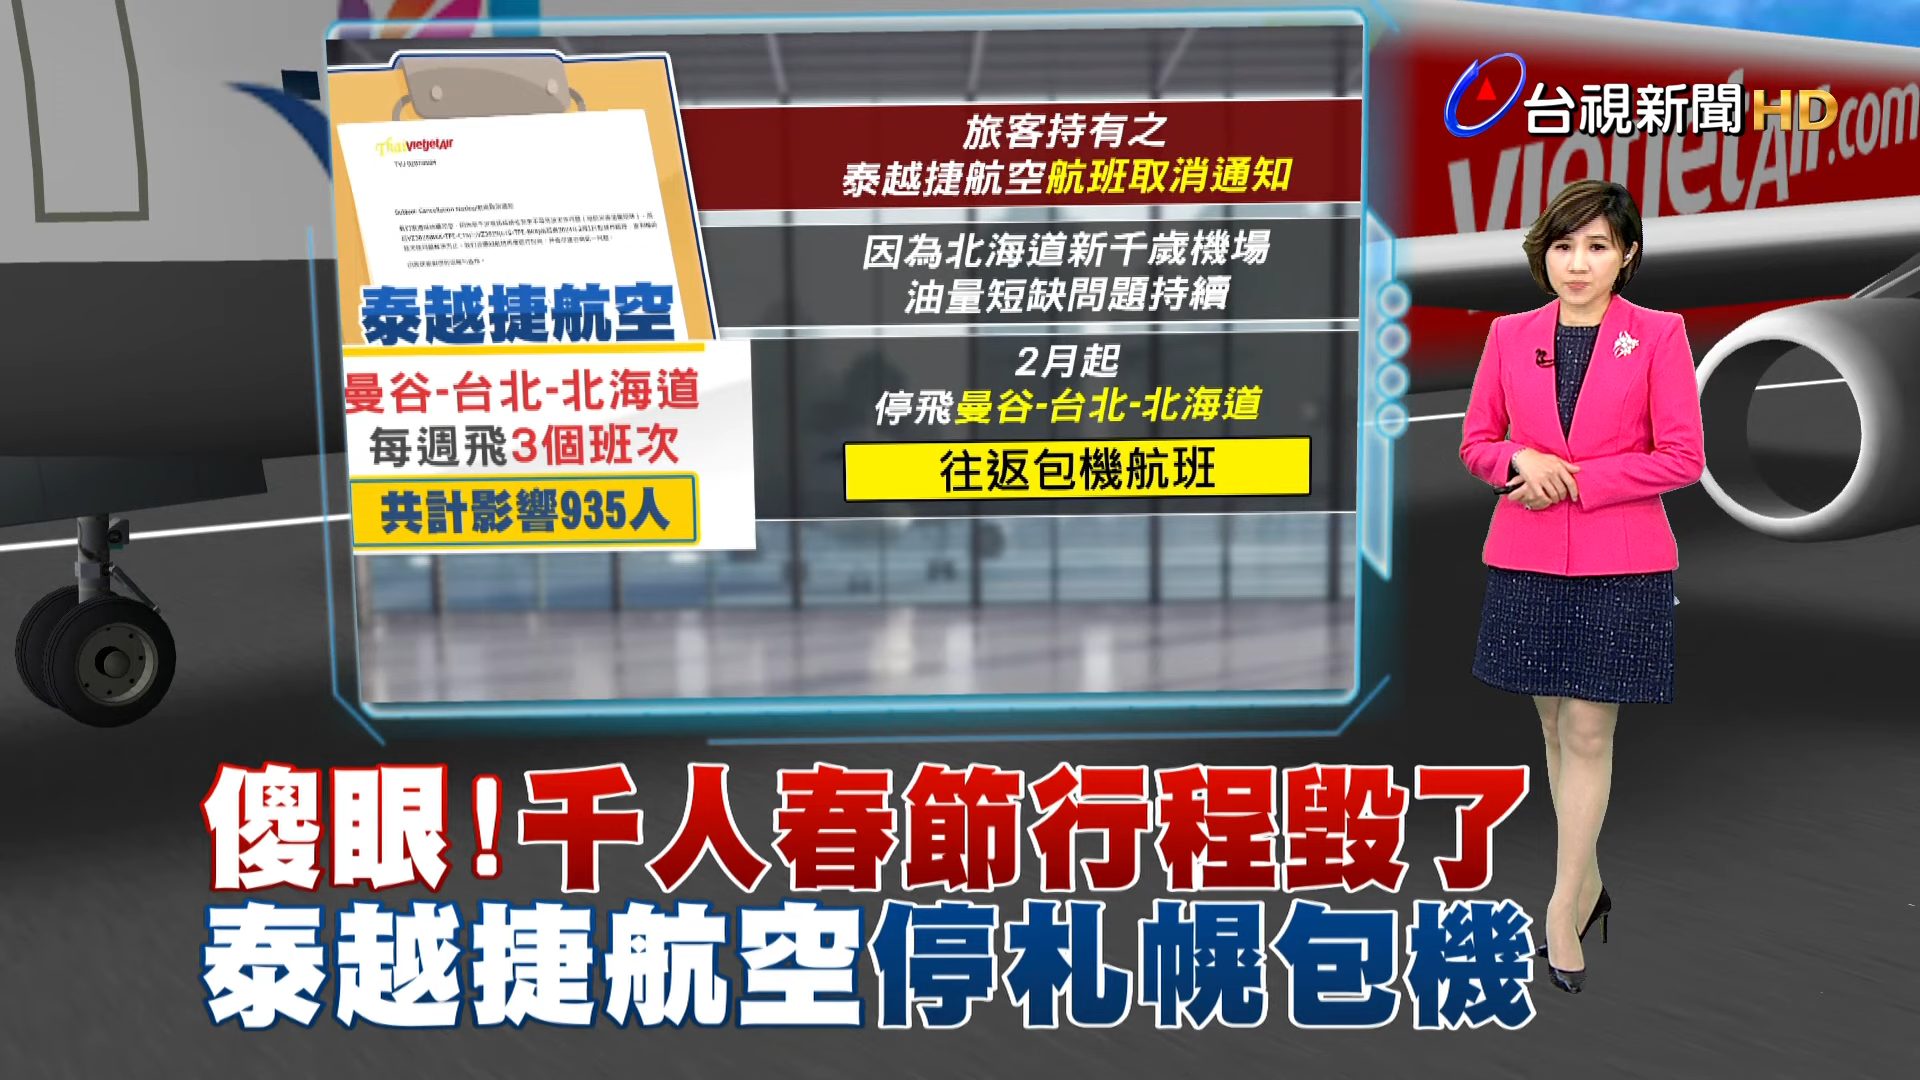 台視新聞HD
VietjetAir.com
ThaiVietjetAir
旅客持有之
泰越捷航空航班取消通知
因為北海道新千歲機場
油量短缺問題持續
2月起
停飛曼谷-台北-北海道
往返包機航班
泰越捷航空
曼谷-台北-北海道
每週飛3個班次
共計影響935人
傻眼!千人春節行程毀了
泰越捷航空停札幌包機